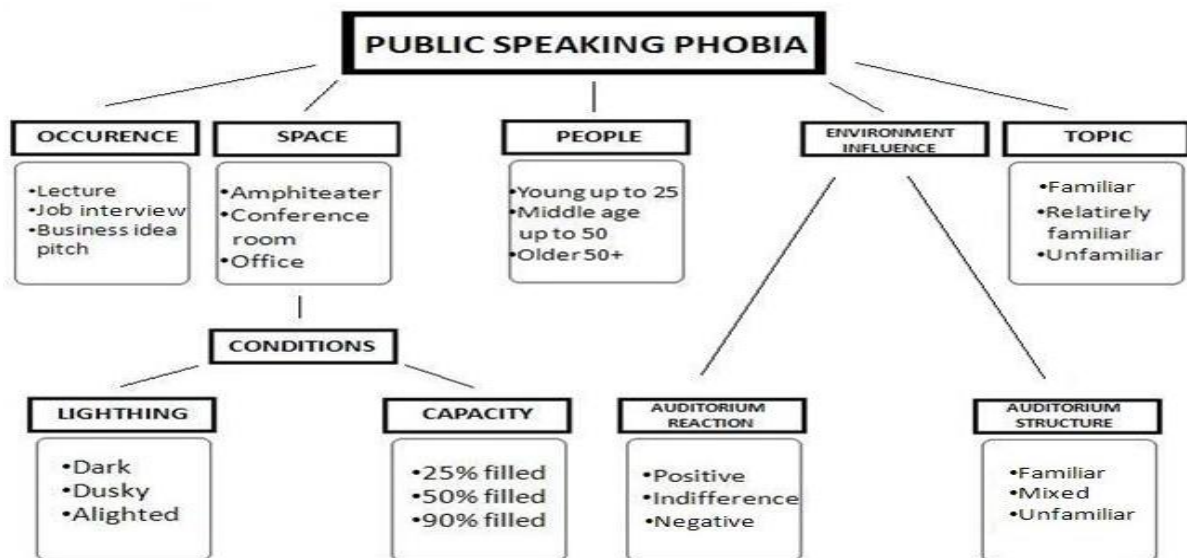 PUBLIC SPEAKING PHOBIA
OCCURENCE
•Lecture
•Job interview
•Business idea
pitch
SPACE
•Amphiteater
•Conference
room
•Office
PEOPLE
•Young up to 25
•Middle age
up to 50
•Older 50+
ENVIRONMENT
INFLUENCE
TOPIC
•Familiar
•Relatirely
familiar
•Unfamiliar
CONDITIONS
LIGHTHING
•Dark
•Dusky
•Alighted
CAPACITY
•25% filled
•50% filled
•90% filled
AUDITORIUM
REACTION
•Positive
•Indifference
•Negative
AUDITORIUM
STRUCTURE
•Familiar
•Mixed
•Unfamiliar